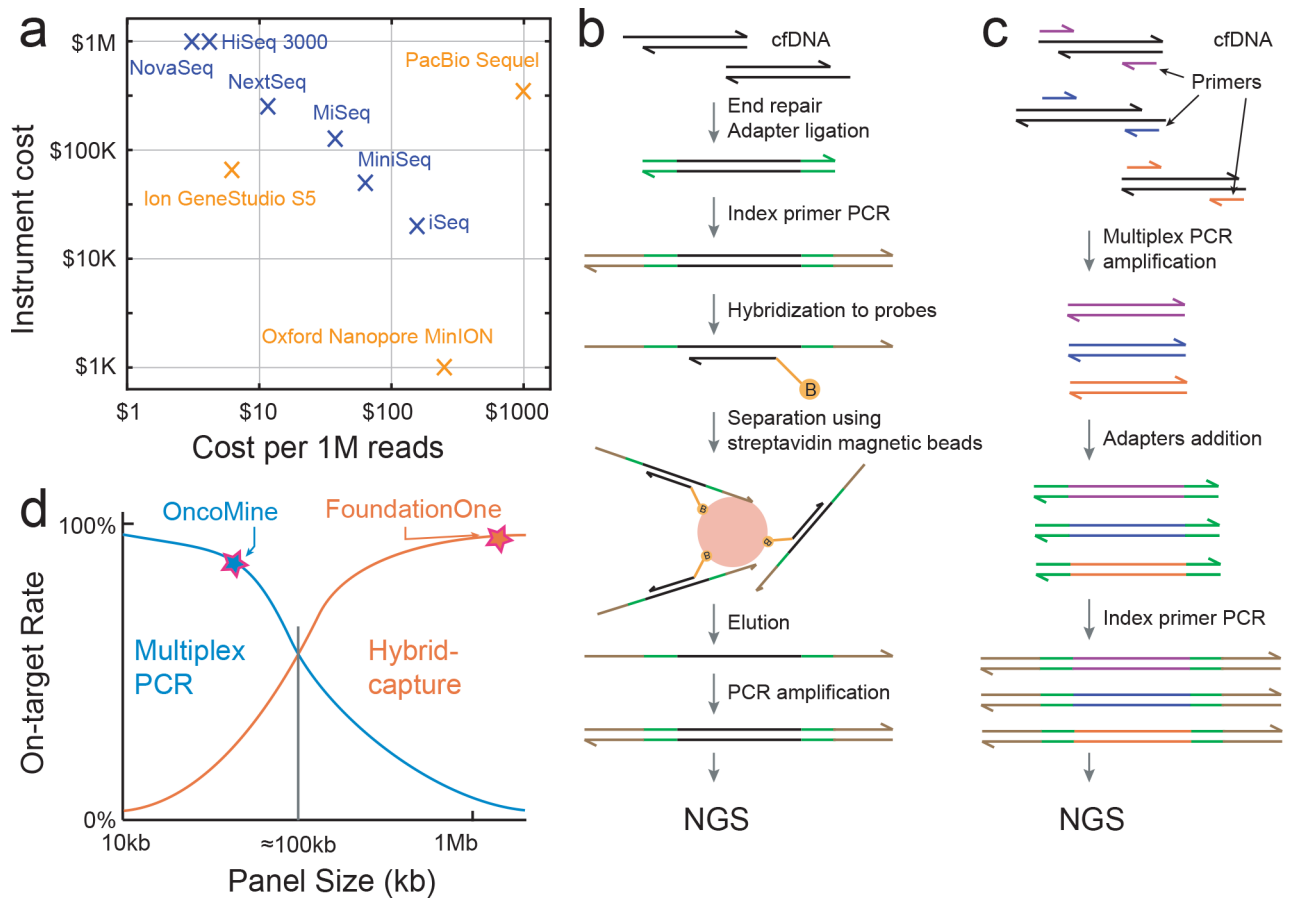 a
Instrument cost
$1M
$100K
$10K
$1K
HiSeq 3000
NovaSeq
PacBio Sequel
NextSeq
MiSeq
MiniSeq
Ion GeneStudio S5
iSeq
Oxford Nanopore MinION
$1
$10
$100
$1000
Cost per 1M reads
b
cfDNA
End repair
Adapter ligation
Index primer PCR
Hybridization to probes
B
Separation using
streptavidin magnetic beads
B
B
B
Elution
PCR amplification
NGS
c
cfDNA
Primers
Multiplex PCR
amplification
Adapters addition
Index primer PCR
NGS
d
On-target Rate
100%
0%
OncoMine
FoundationOne
Multiplex
PCR
Hybrid-
capture
10kb
≈100kb
1Mb
Panel Size (kb)